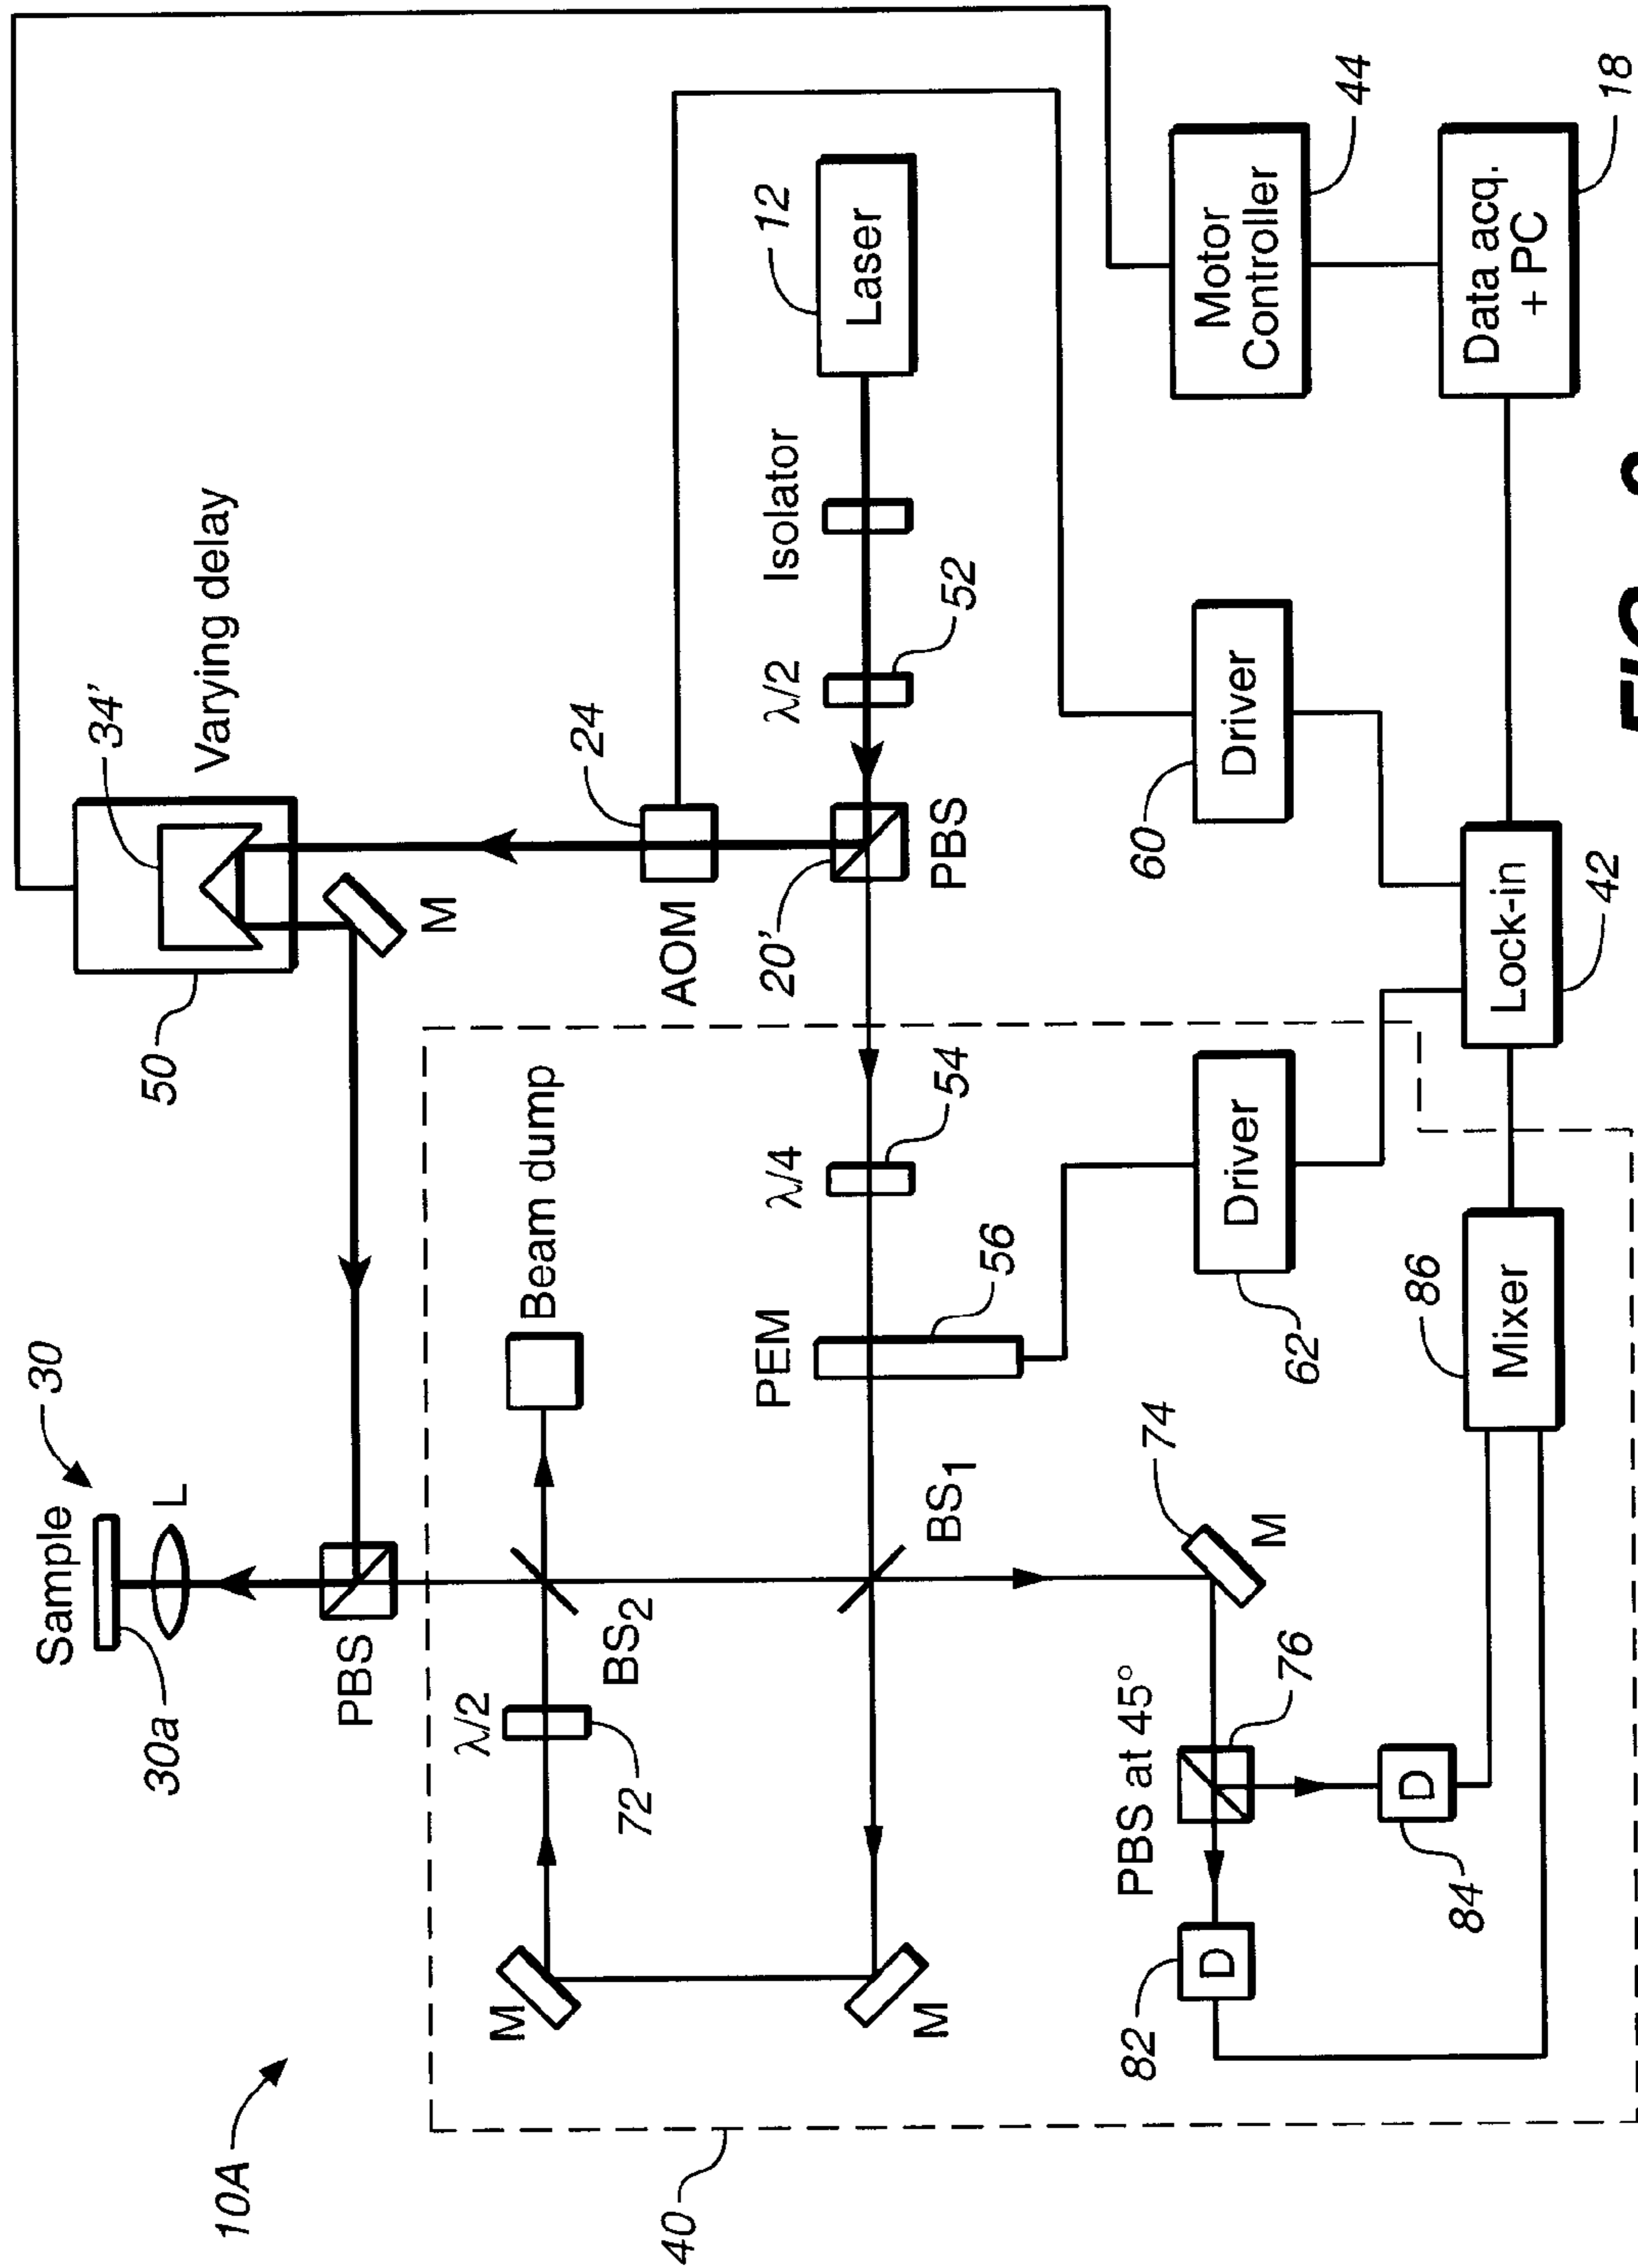 10A
40
Sample
30
30a
L
PBS
50
34'
Varying delay
M
λ/2
72
BS2
Beam dump
M
M
BS1
PEM
56
λ/4
54
AOM
24
20'
PBS
λ/2
52
Isolator
Laser
12
PBS at 45°
76
74
M
D
82
D
84
Driver
62
Driver
60
Motor
Controller
44
Mixer
86
Lock-in
42
Data acq.
+ PC
18